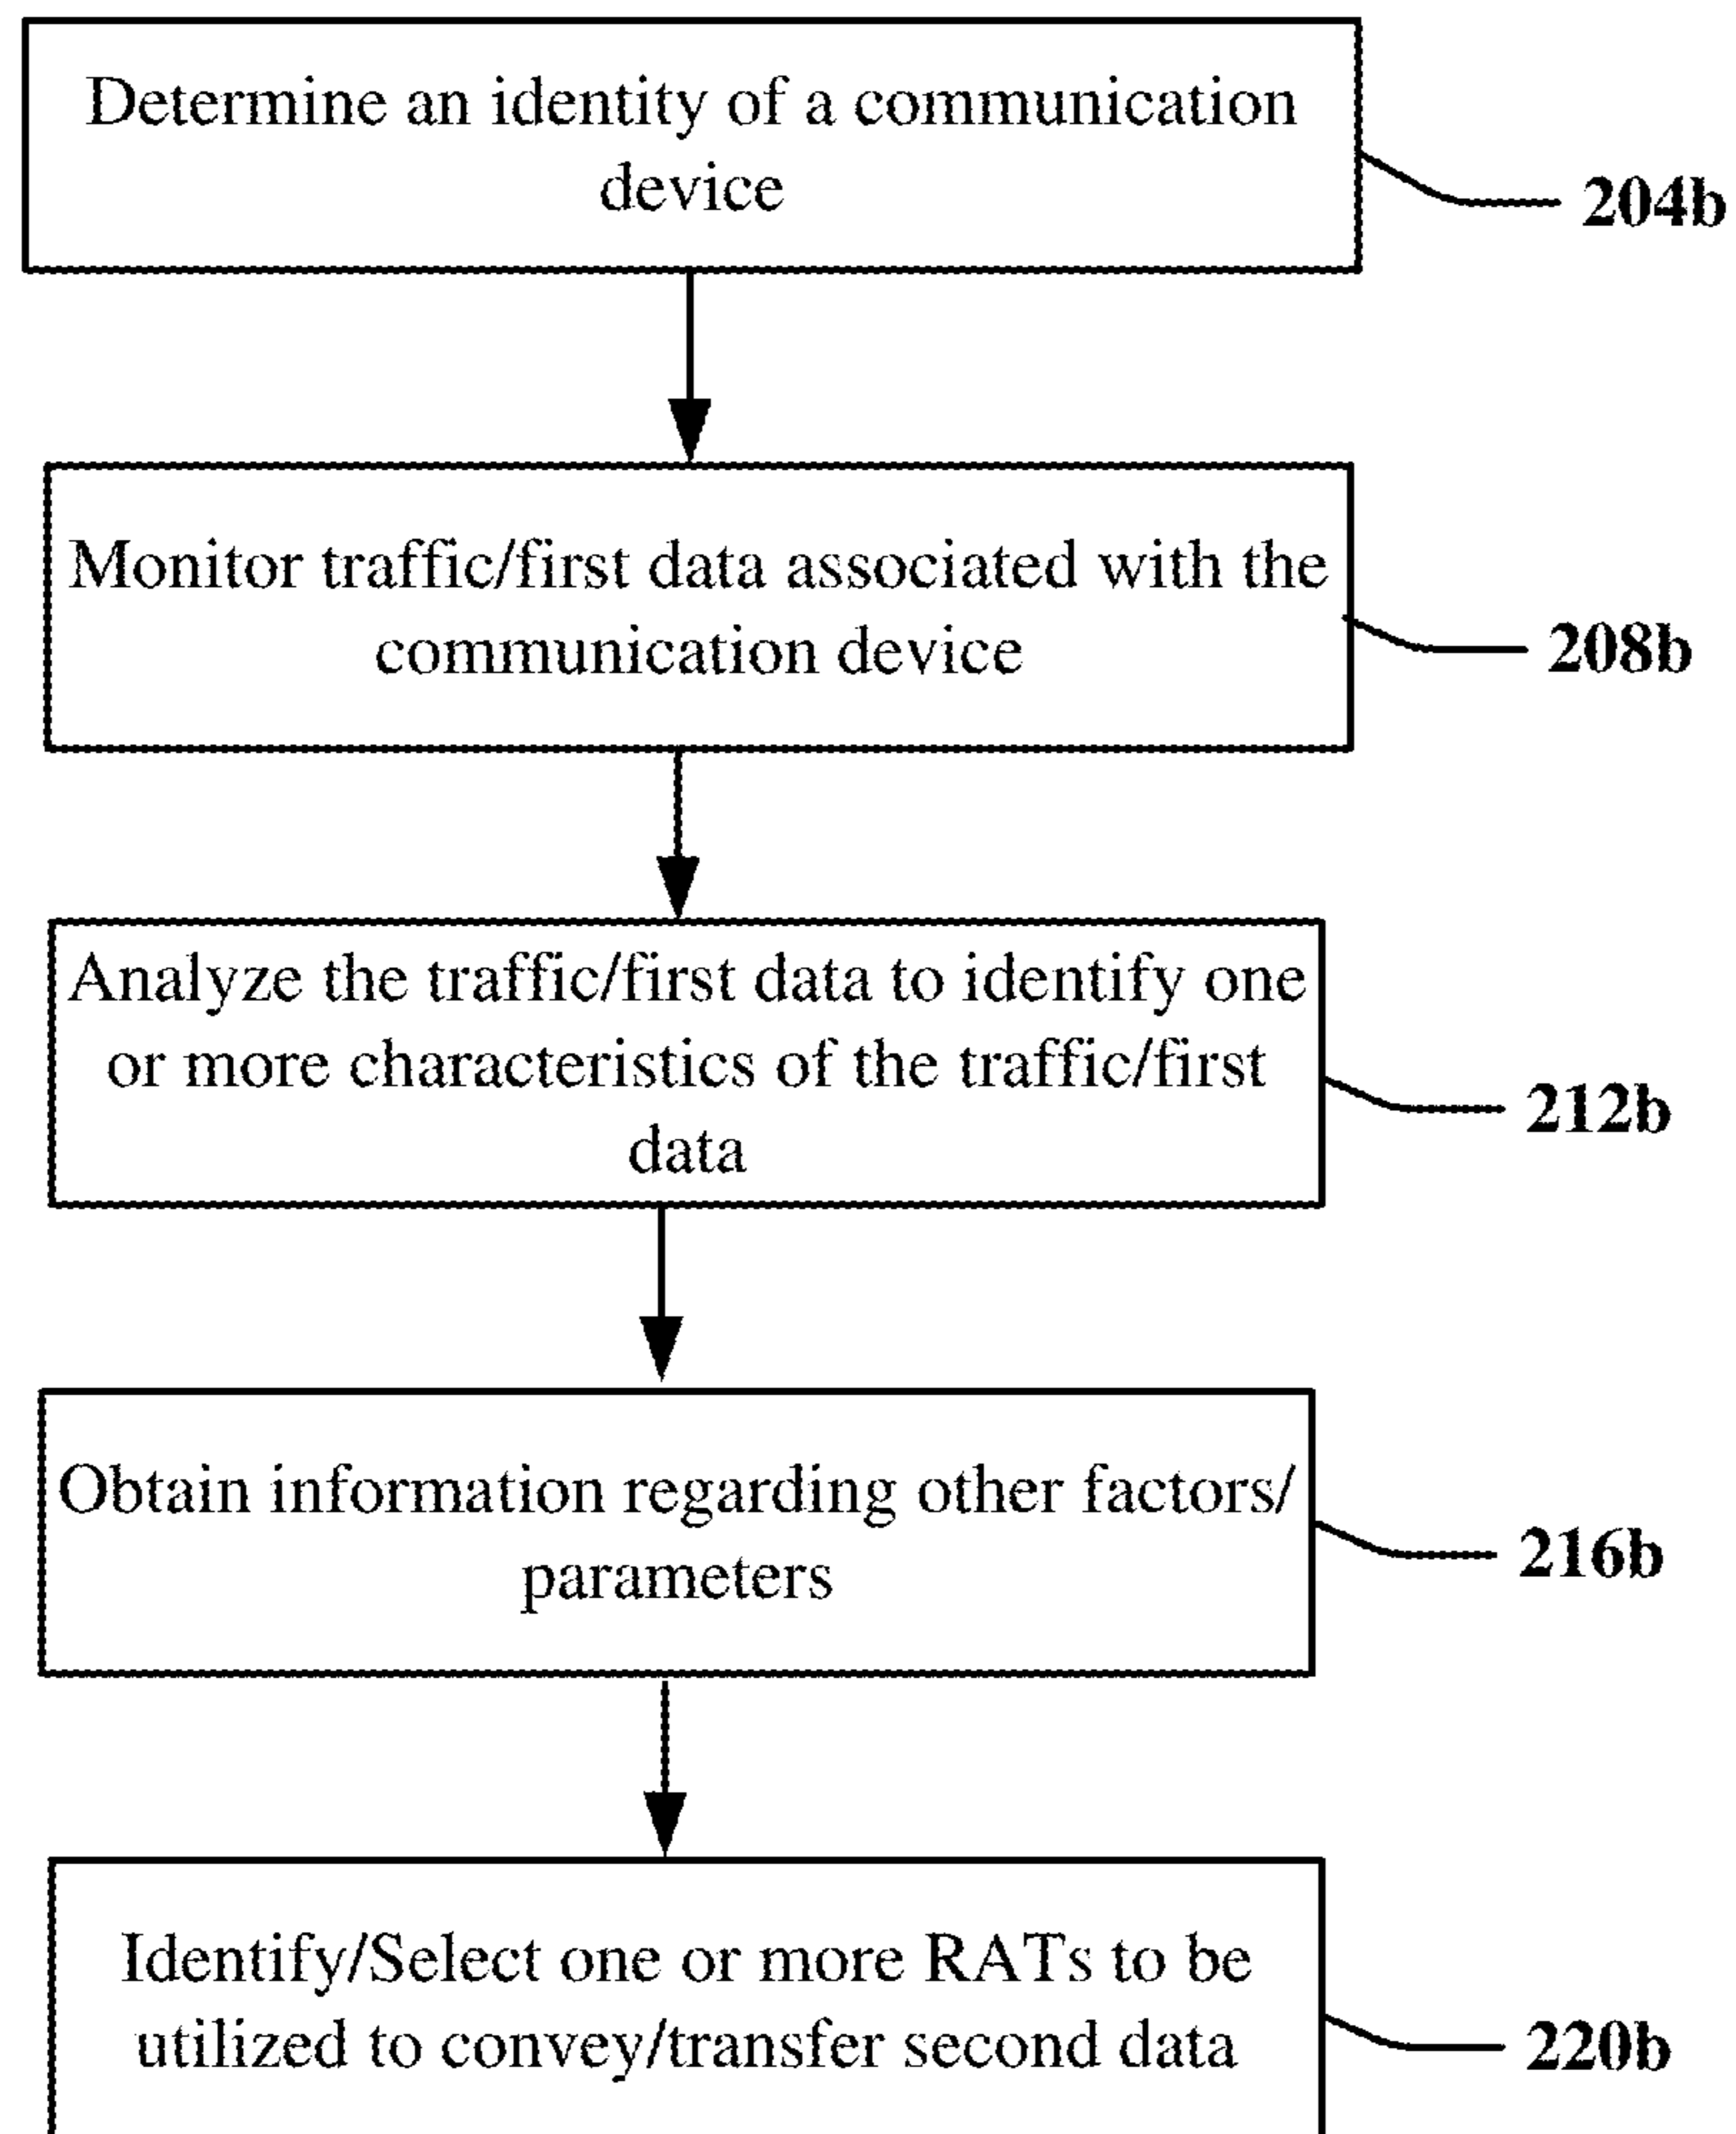 Determine an identity of a communication
device
204b
Monitor traffic/first data associated with the
communication device
208b
Analyze the traffic/first data to identify one
or more characteristics of the traffic/first
data
212b
Obtain information regarding other factors/
parameters
216b
Identify/Select one or more RATs to be
utilized to convey/transfer second data
220b